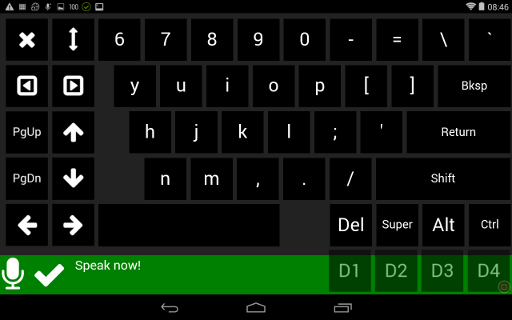 100 08:46
6 7 8 9 0 - = \ `
y u i o p [ ] Bksp
PgUp h j k l ; ' Return
PgDn n m , . / Shift
Del Super Alt Ctrl
Speak now!
D1 D2 D3 D4